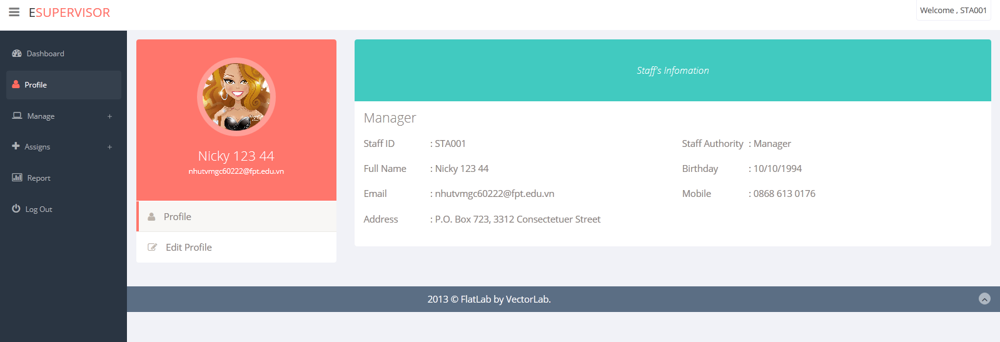 ESUPERVISOR
Welcome , STA001
Dashboard
Profile
Manage +
Assigns +
Report
Log Out
Nicky 123 44
nhutvmgc60222@fpt.edu.vn
Profile
Edit Profile
Staff's Infomation
Manager
Staff ID : STA001 Staff Authority : Manager
Full Name : Nicky 123 44 Birthday : 10/10/1994
Email : nhutvmgc60222@fpt.edu.vn Mobile : 0868 613 0176
Address : P.O. Box 723, 3312 Consectetuer Street
2013 © FlatLab by VectorLab.